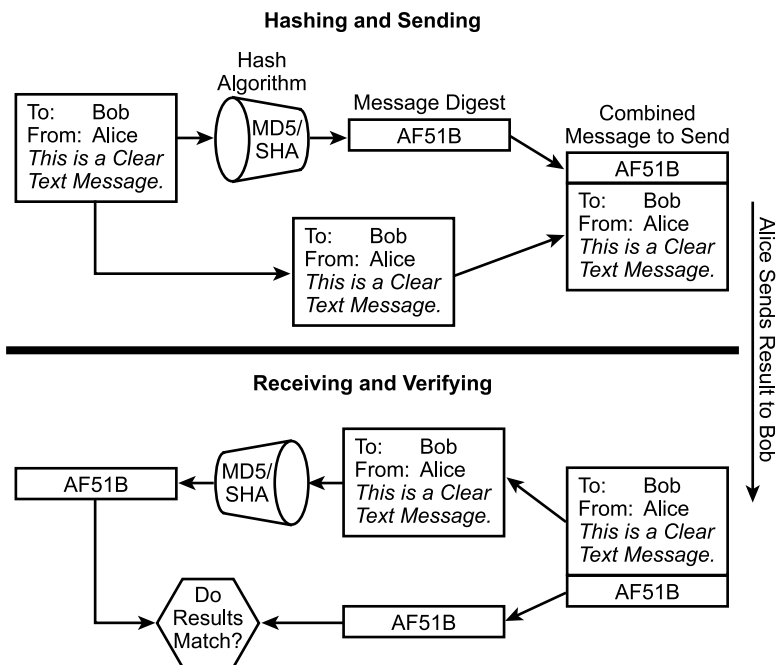 Hashing and Sending
Hash
Algorithm
To: Bob
From: Alice
This is a Clear
Text Message.
MD5/
SHA
Message Digest
AF51B
Combined
Message to Send
AF51B
To: Bob
From: Alice
This is a Clear
Text Message.
To: Bob
From: Alice
This is a Clear
Text Message.
Alice Sends Result to Bob
Receiving and Verifying
AF51B
MD5/
SHA
To: Bob
From: Alice
This is a Clear
Text Message.
To: Bob
From: Alice
This is a Clear
Text Message.
AF51B
Do
Results
Match?
AF51B